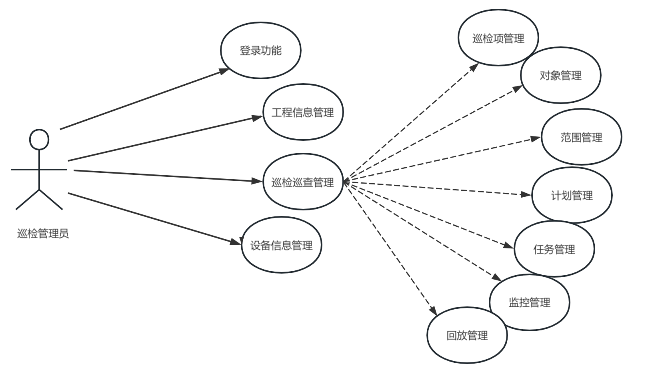 登录功能
工程信息管理
巡检巡查管理
设备信息管理
巡检管理员
巡检项管理
对象管理
范围管理
计划管理
任务管理
监控管理
回放管理